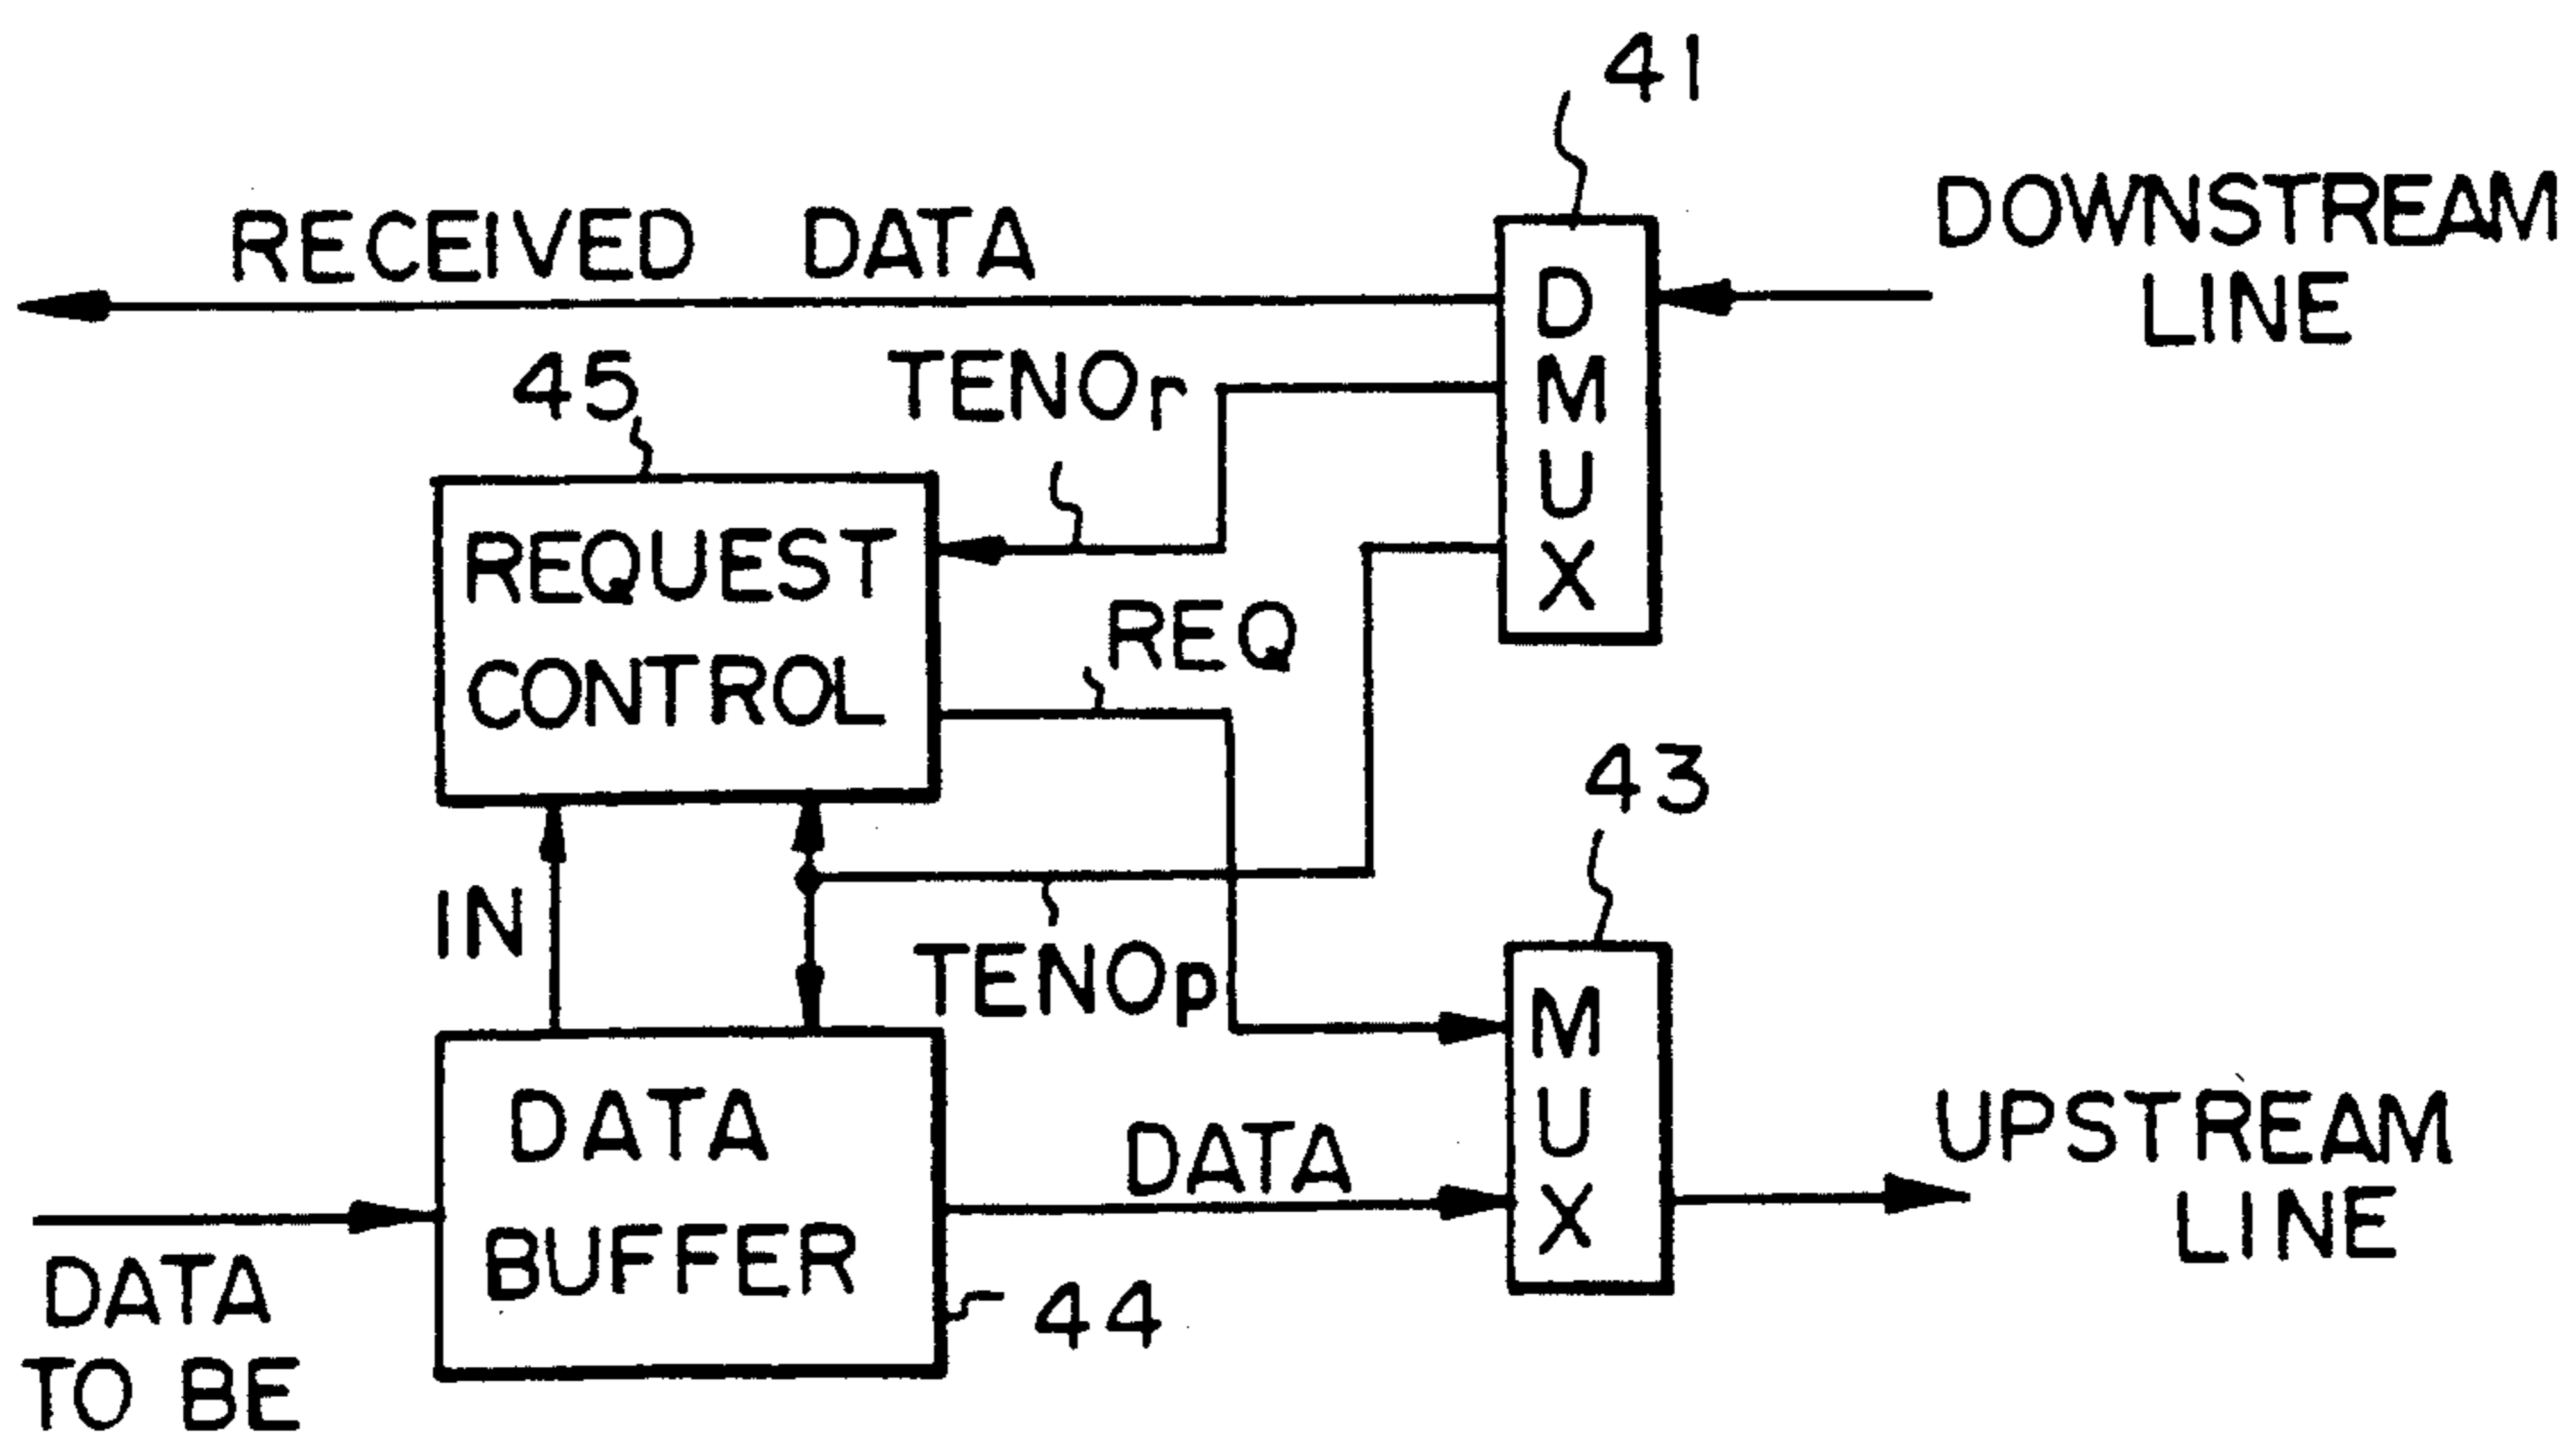 41
DOWNSTREAM
LINE
RECEIVED DATA
D
M
U
X
TENOr
45
REQUEST
CONTROL
REQ
43
IN
TENOp
M
U
X
DATA
BUFFER
DATA
UPSTREAM
LINE
44
DATA
TO BE